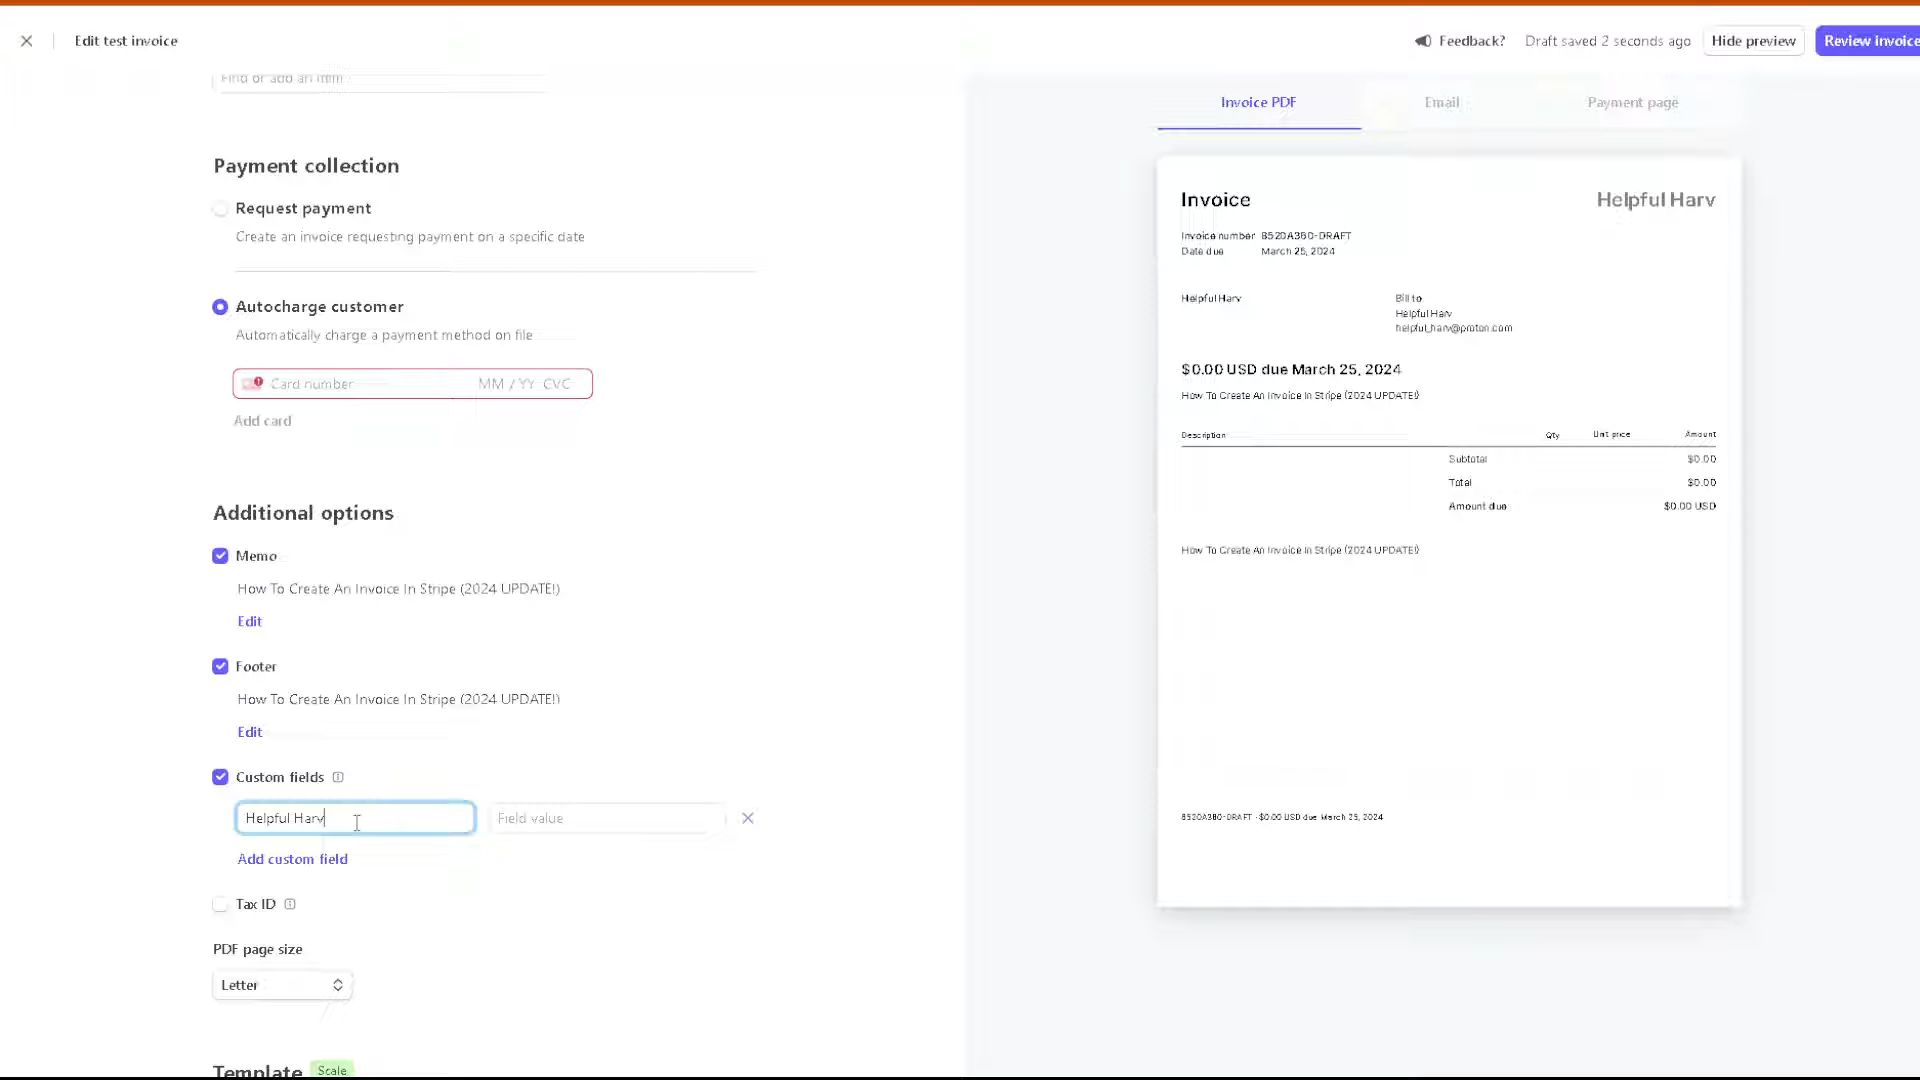 Edit test invoice
Feedback?
Draft saved 2 seconds ago
Hide preview
Review invoice
Find or add an item
Payment collection
Request payment
Create an invoice requesting payment on a specific date
Autocharge customer
Automatically charge a payment method on file
Card number
MM / YY CVC
Add card
Additional options
Memo
How To Create An Invoice In Stripe (2024 UPDATE!)
Edit
Footer
How To Create An Invoice In Stripe (2024 UPDATE!)
Edit
Custom fields
Helpful Harv
Field value
Add custom field
Tax ID
PDF page size
Letter
Template
Scale
Invoice PDF
Email
Payment page
Invoice
Helpful Harv
Invoice number
Date due March 25, 2024
Helpful Harv
Bill to
Helpful Harv
helpful_harv@proton.com
$0.00 USD due March 25, 2024
How To Create An Invoice In Stripe (2024 UPDATE!)
Description Qty Unit price Amount
Subtotal $0.00
Total $0.00
Amount due $0.00 USD
How To Create An Invoice In Stripe (2024 UPDATE!)
$0.00 USD due March 25, 2024